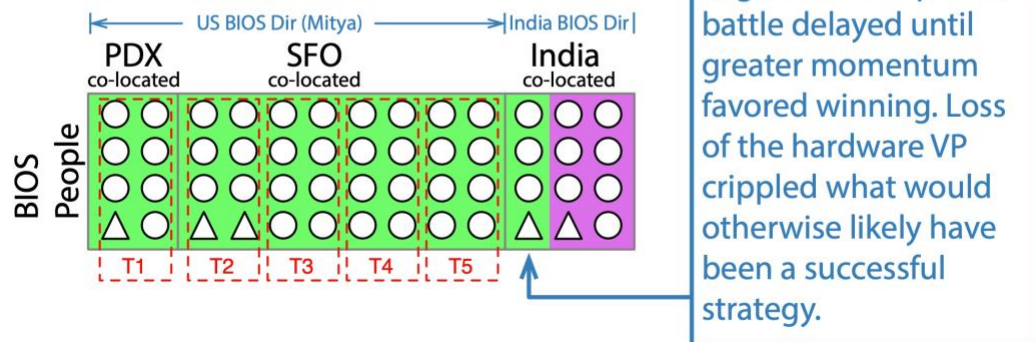 US BIOS Dir (Mitya)
India BIOS Dir
PDX
co-located
SFO
co-located
India
co-located
BIOS
People
T1
T2
T3
T4
T5
battle delayed until
greater momentum
favored winning. Loss
of the hardware VP
crippled what would
otherwise likely have
been a successful
strategy.